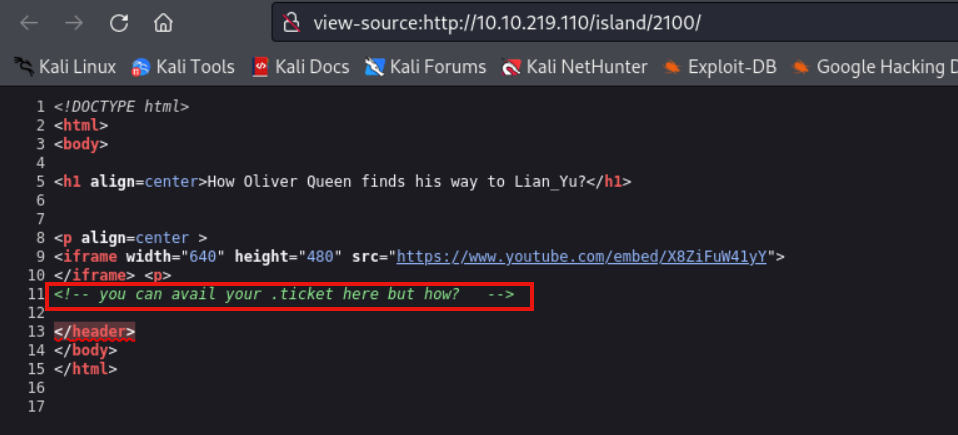 view-source:http://10.10.219.110/island/2100/
Kali Linux Kali Tools Kali Docs Kali Forums Kali NetHunter Exploit-DB Google Hacking D
1 <!DOCTYPE html>
2 <html>
3 <body>
4
5 <h1 align=center>How Oliver Queen finds his way to Lian_Yu?</h1>
6
7
8 <p align=center >
9 <iframe width="640" height="480" src="https://www.youtube.com/embed/X8ZiFuW41yY">
10 </iframe> <p>
11 <!-- you can avail your .ticket here but how?   -->
12
13 </header>
14 </body>
15 </html>
16
17